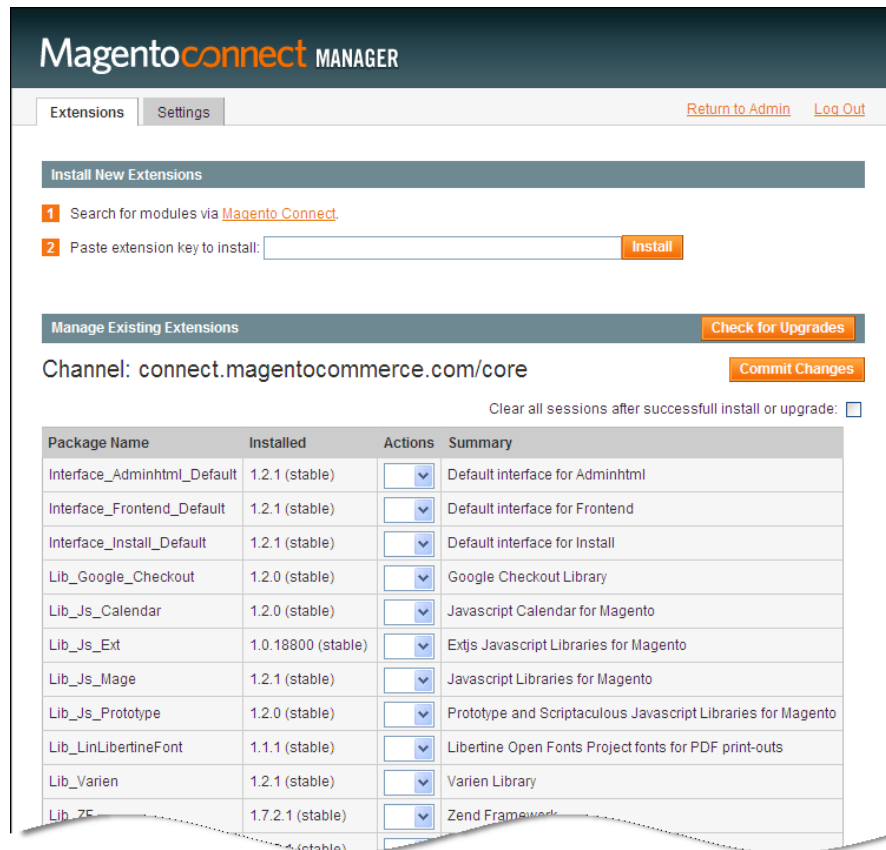 Magentoconnect MANAGER
Extensions Settings Return to Admin Log Out
Install New Extensions
1 Search for modules via Magento Connect.
2 Paste extension key to install: Install
Manage Existing Extensions Check for Upgrades
Channel: connect.magentocommerce.com/core Commit Changes
Clear all sessions after successfull install or upgrade:
Package Name Installed Actions Summary
Interface_Adminhtml_Default 1.2.1 (stable) Default interface for Adminhtml
Interface_Frontend_Default 1.2.1 (stable) Default interface for Frontend
Interface_Install_Default 1.2.1 (stable) Default interface for Install
Lib_Google_Checkout 1.2.0 (stable) Google Checkout Library
Lib_Js_Calendar 1.2.0 (stable) Javascript Calendar for Magento
Lib_Js_Ext 1.0.18800 (stable) Extjs Javascript Libraries for Magento
Lib_Js_Mage 1.2.1 (stable) Javascript Libraries for Magento
Lib_Js_Prototype 1.2.0 (stable) Prototype and Scriptaculous Javascript Libraries for Magento
Lib_LinLibertineFont 1.1.1 (stable) Libertine Open Fonts Project fonts for PDF print-outs
Lib_Varien 1.2.1 (stable) Varien Library
Lib_ZF 1.7.2.1 (stable) Zend Framework
(stable)